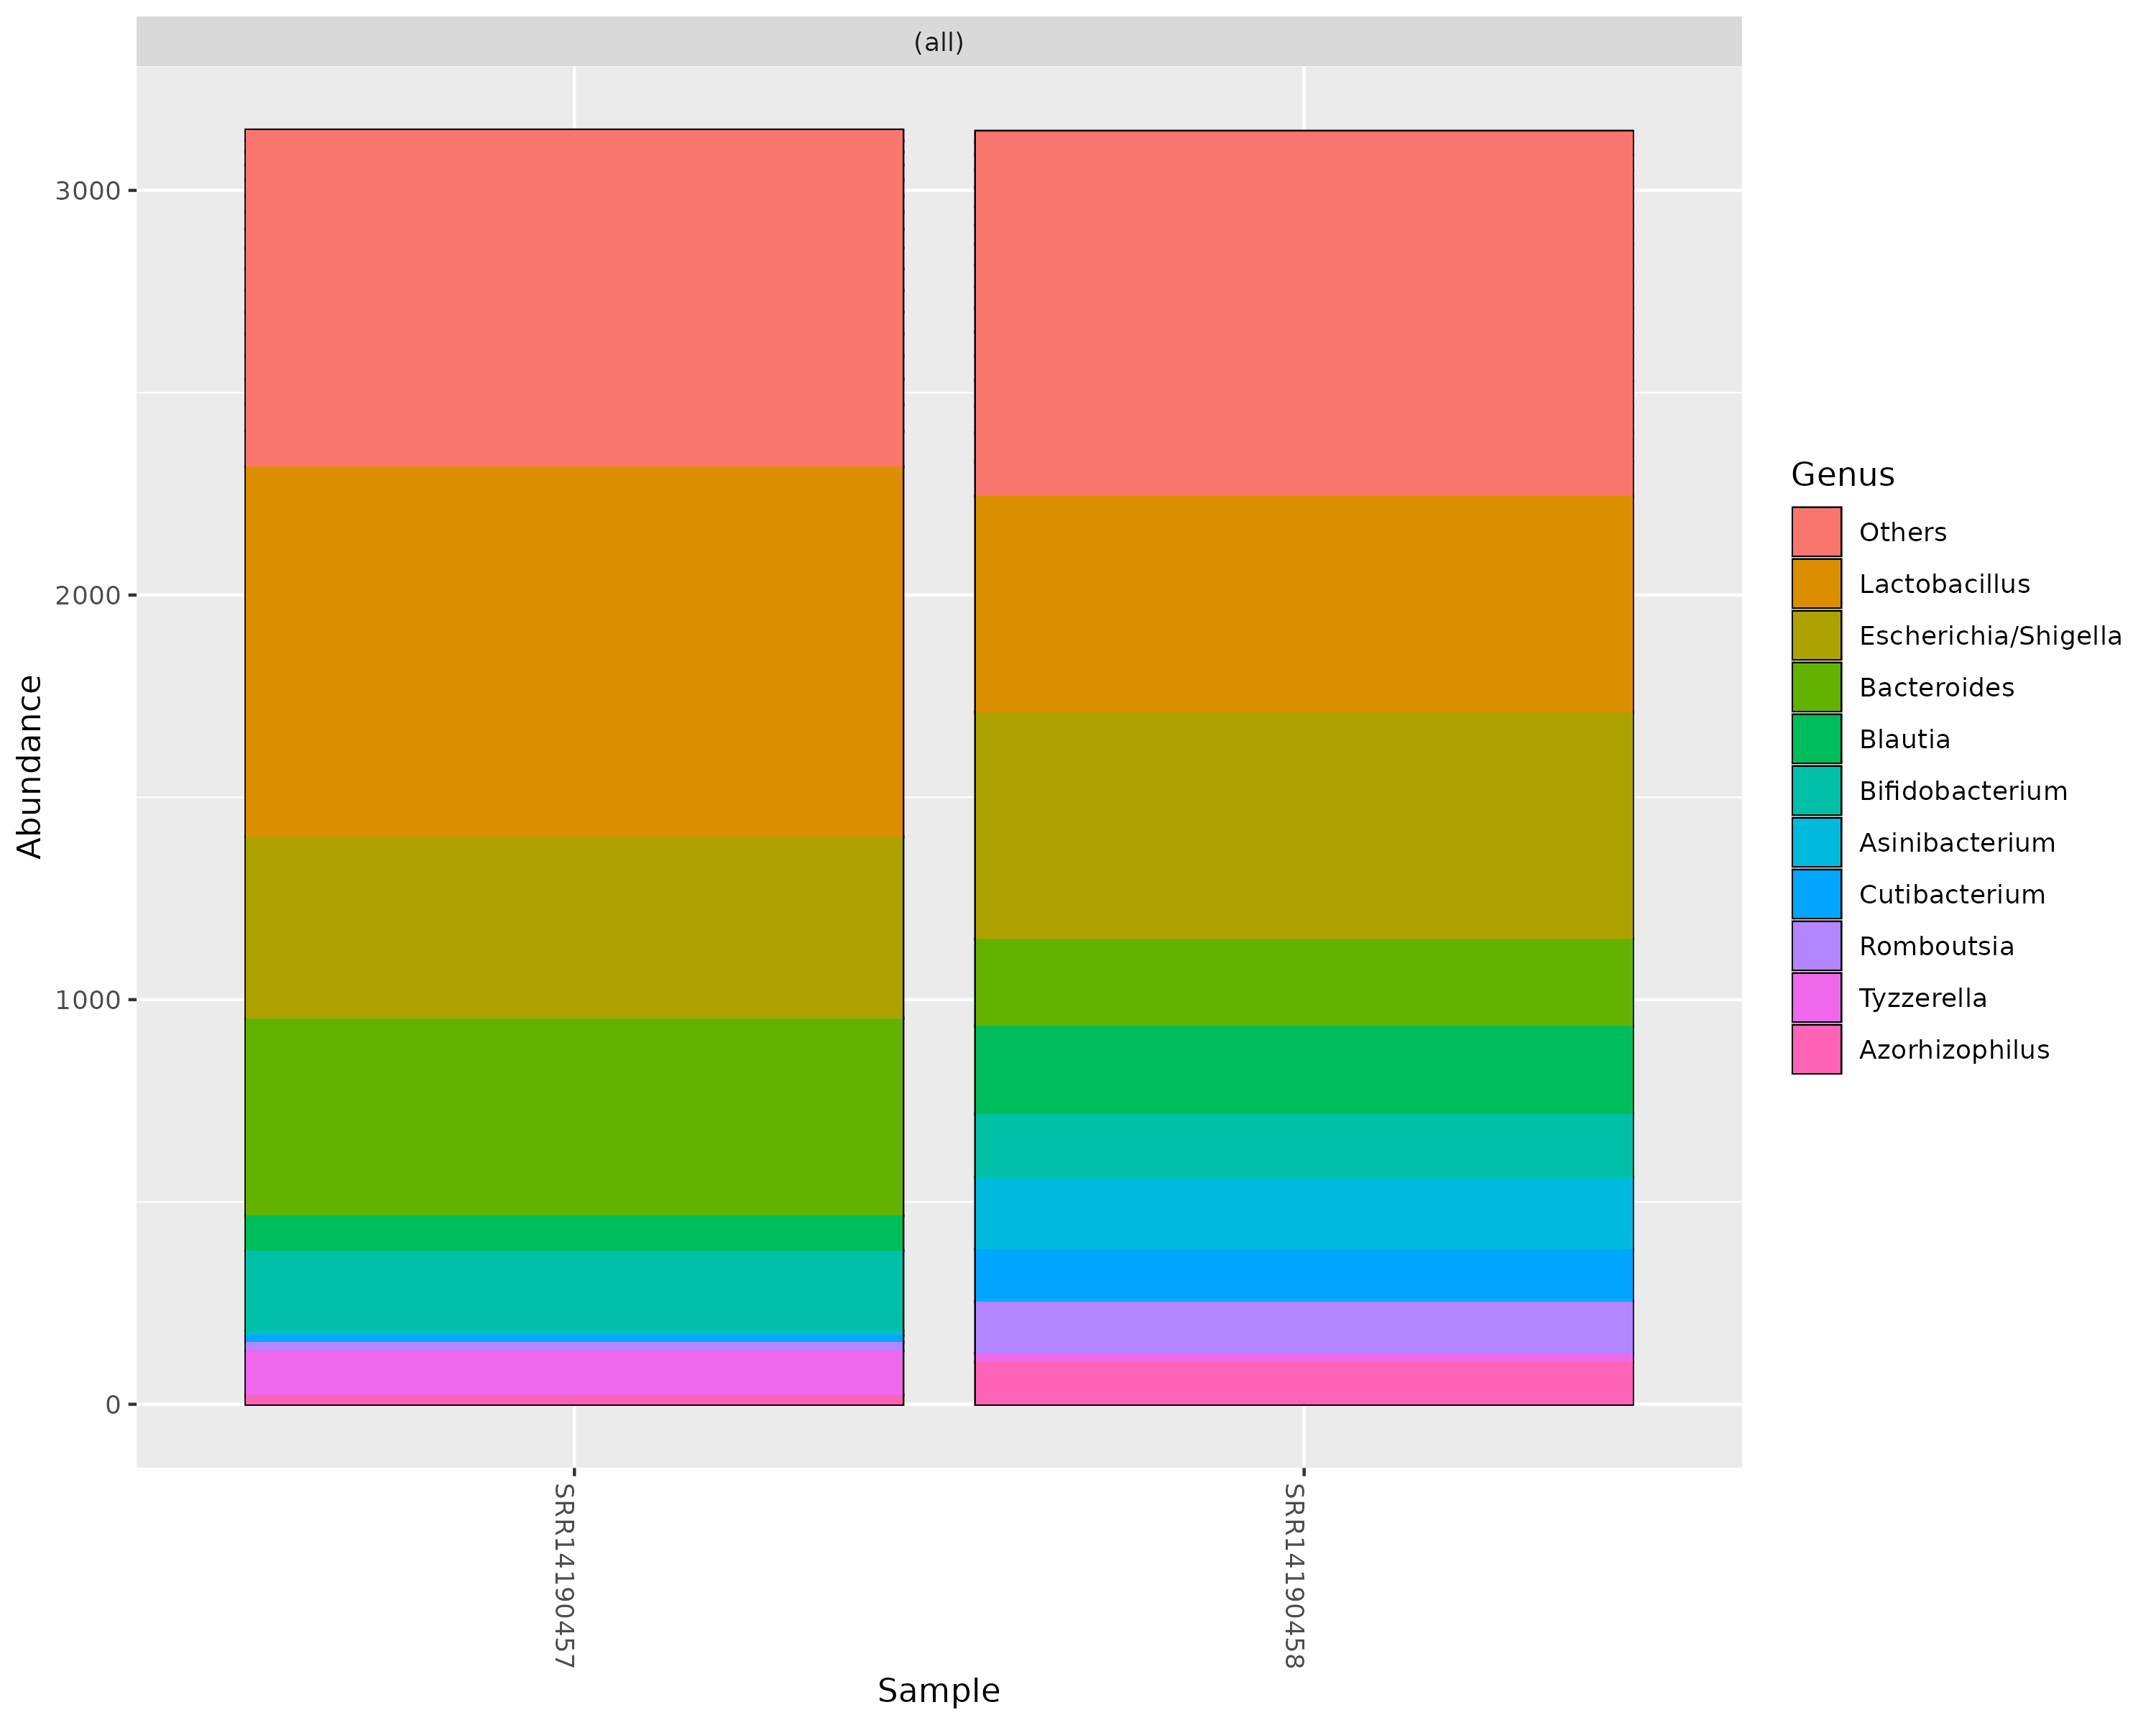 (all)
3000
2000
1000
0
Abundance
SRR14190457
SRR14190458
Sample
Genus
Others
Lactobacillus
Escherichia/Shigella
Bacteroides
Blautia
Bifidobacterium
Asinibacterium
Cutibacterium
Romboutsia
Tyzzerella
Azorhizophilus